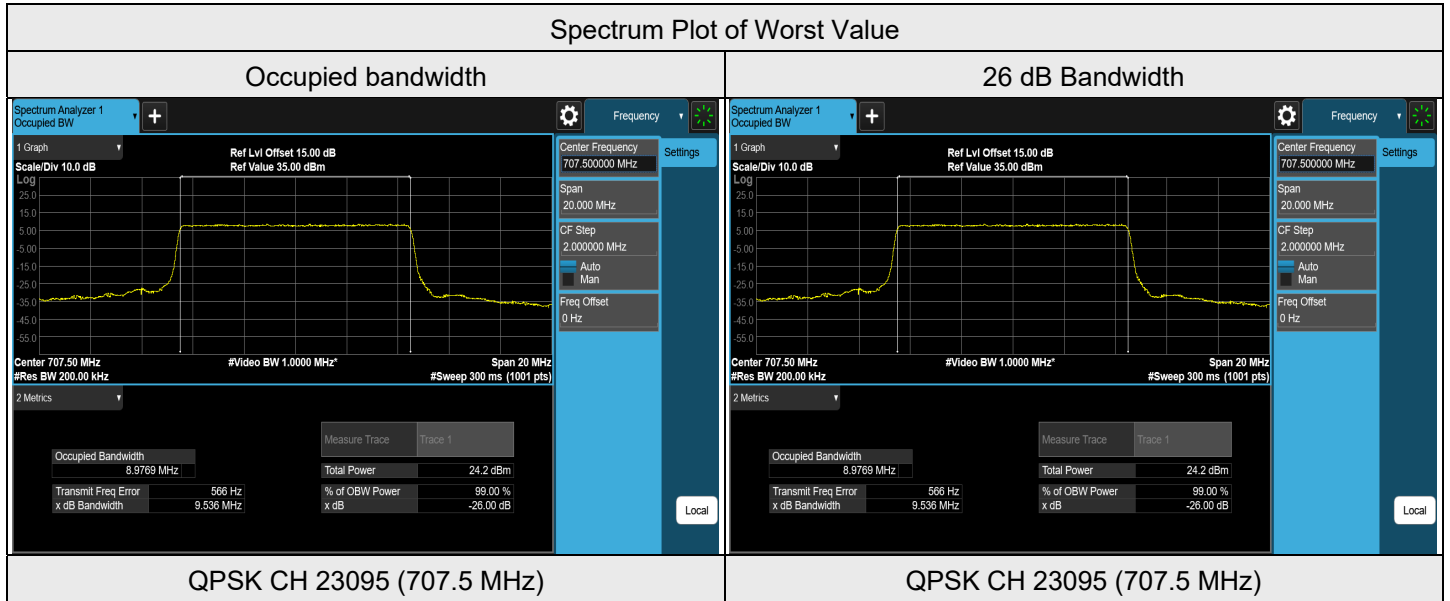 Spectrum Plot of Worst Value
Occupied bandwidth
26 dB Bandwidth
Spectrum Analyzer 1
Occupied BW
+
Frequency
1 Graph
Scale/Div 10.0 dB
Ref Lvl Offset 15.00 dB
Ref Value 35.00 dBm
Log
25.0
15.0
5.00
-5.00
-15.0
-25.0
-35.0
-45.0
-55.0
Center 707.50 MHz
#Video BW 1.0000 MHz*
Span 20 MHz
#Res BW 200.00 kHz
#Sweep 300 ms (1001 pts)
Center Frequency
707.500000 MHz
Settings
Span
20.000 MHz
CF Step
2.000000 MHz
Auto
Man
Freq Offset
0 Hz
Local
2 Metrics
Measure Trace Trace 1
Occupied Bandwidth
8.9769 MHz
Total Power 24.2 dBm
Transmit Freq Error 566 Hz
% of OBW Power 99.00 %
x dB Bandwidth 9.536 MHz
x dB -26.00 dB
Spectrum Analyzer 1
Occupied BW
+
Frequency
1 Graph
Scale/Div 10.0 dB
Ref Lvl Offset 15.00 dB
Ref Value 35.00 dBm
Log
25.0
15.0
5.00
-5.00
-15.0
-25.0
-35.0
-45.0
-55.0
Center 707.50 MHz
#Video BW 1.0000 MHz*
Span 20 MHz
#Res BW 200.00 kHz
#Sweep 300 ms (1001 pts)
Center Frequency
707.500000 MHz
Settings
Span
20.000 MHz
CF Step
2.000000 MHz
Auto
Man
Freq Offset
0 Hz
Local
2 Metrics
Measure Trace Trace 1
Occupied Bandwidth
8.9769 MHz
Total Power 24.2 dBm
Transmit Freq Error 566 Hz
% of OBW Power 99.00 %
x dB Bandwidth 9.536 MHz
x dB -26.00 dB
QPSK CH 23095 (707.5 MHz)
QPSK CH 23095 (707.5 MHz)